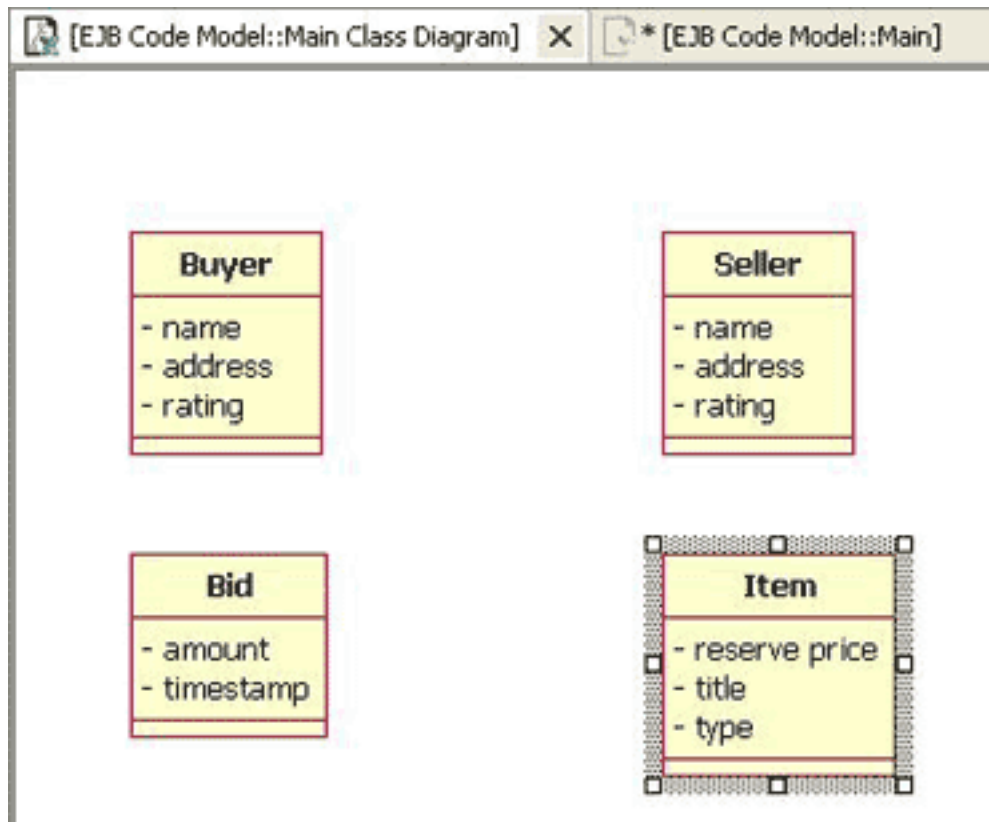 [EJB Code Model::Main Class Diagram]
* [EJB Code Model::Main]
Buyer
- name
- address
- rating
Seller
- name
- address
- rating
Bid
- amount
- timestamp
Item
- reserve price
- title
- type